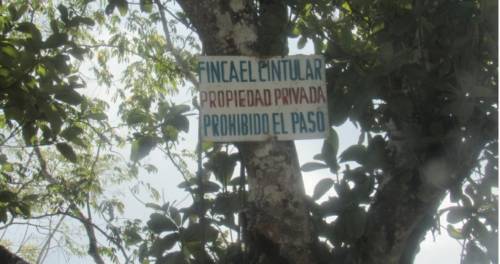 FINCA EL CINTULAR
PROPIEDAD PRIVADA
PROHIBIDO EL PASO